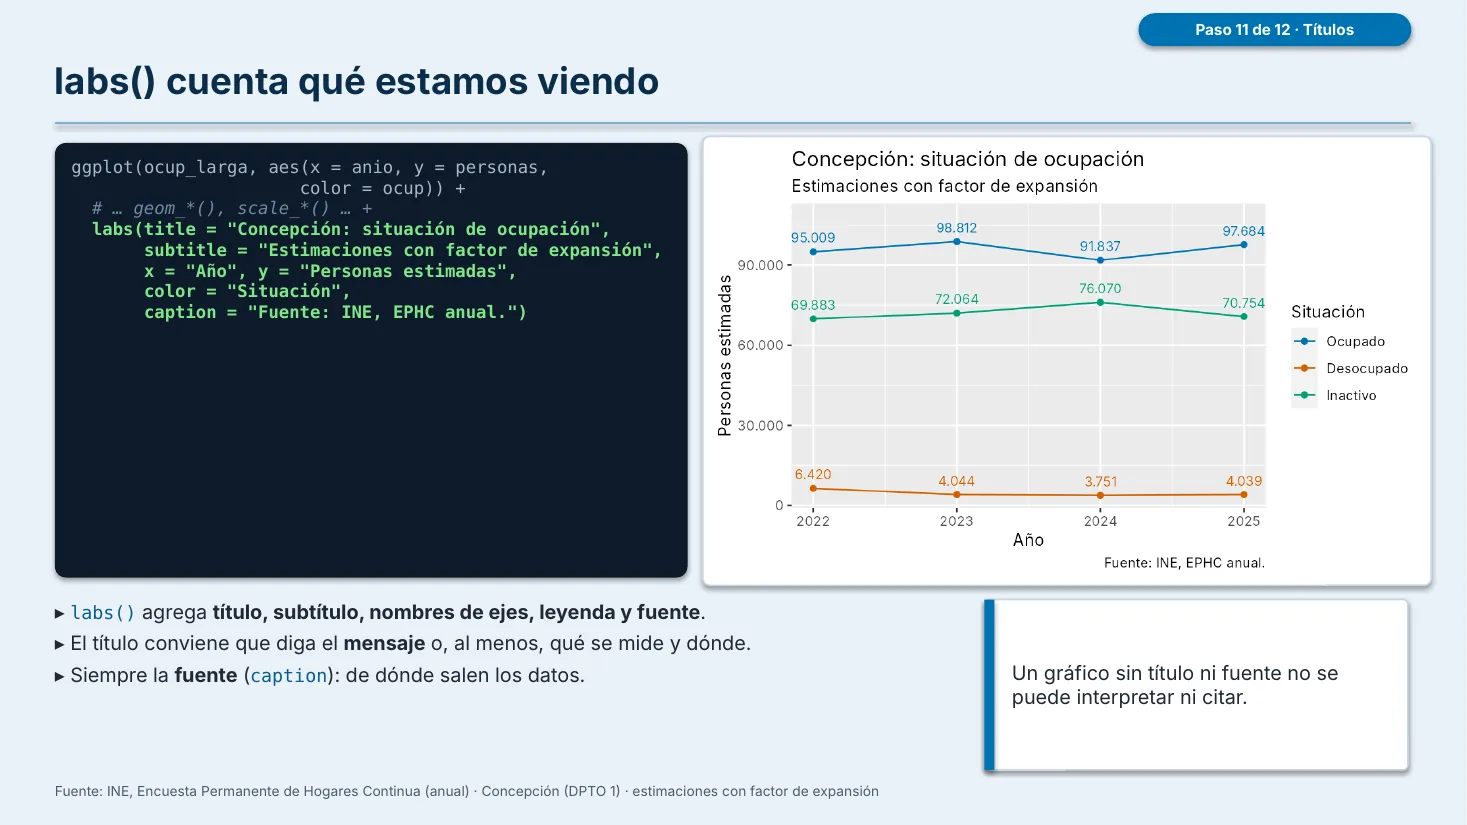 Paso 11 de 12 · Títulos
labs() cuenta qué estamos viendo
ggplot(ocup_larga, aes(x = anio, y = personas,
color = ocup)) +
# … geom_*(), scale_*() … +
labs(title = "Concepción: situación de ocupación",
subtitle = "Estimaciones con factor de expansión",
x = "Año", y = "Personas estimadas",
color = "Situación",
caption = "Fuente: INE, EPHC anual.")
Concepción: situación de ocupación
Estimaciones con factor de expansión
Personas estimadas
90.000
60.000
30.000
0
95.009
98.812
91.837
97.684
69.883
72.064
76.070
70.754
6.420
4.044
3.751
4.039
2022
2023
2024
2025
Año
Situación
Ocupado
Desocupado
Inactivo
Fuente: INE, EPHC anual.
▸ labs() agrega título, subtítulo, nombres de ejes, leyenda y fuente.
▸ El título conviene que diga el mensaje o, al menos, qué se mide y dónde.
▸ Siempre la fuente (caption): de dónde salen los datos.
Un gráfico sin título ni fuente no se
puede interpretar ni citar.
Fuente: INE, Encuesta Permanente de Hogares Continua (anual) · Concepción (DPTO 1) · estimaciones con factor de expansión